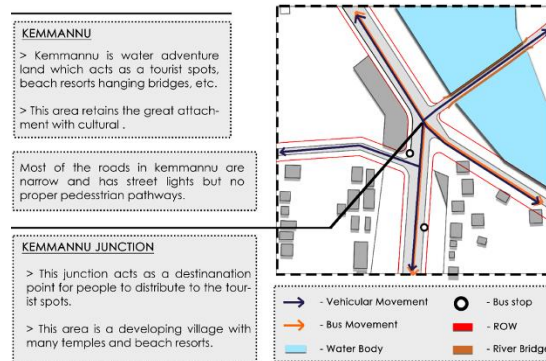 KEMMANNU
> Kemmannu is water adventure
land which acts as a tourist spots,
beach resorts hanging bridges, etc.
> This area retains the great attach-
ment with cultural .
Most of the roads in kemmannu are
narrow and has street lights but no
proper pedestrian pathways.
KEMMANNU JUNCTION
> This junction acts as a destinanation
point for people to distribute to the tour-
ist spots.
> This area is a developing village with
many temples and beach resorts.
- Vehicular Movement
- Bus stop
- Bus Movement
- ROW
- Water Body
- River Bridge